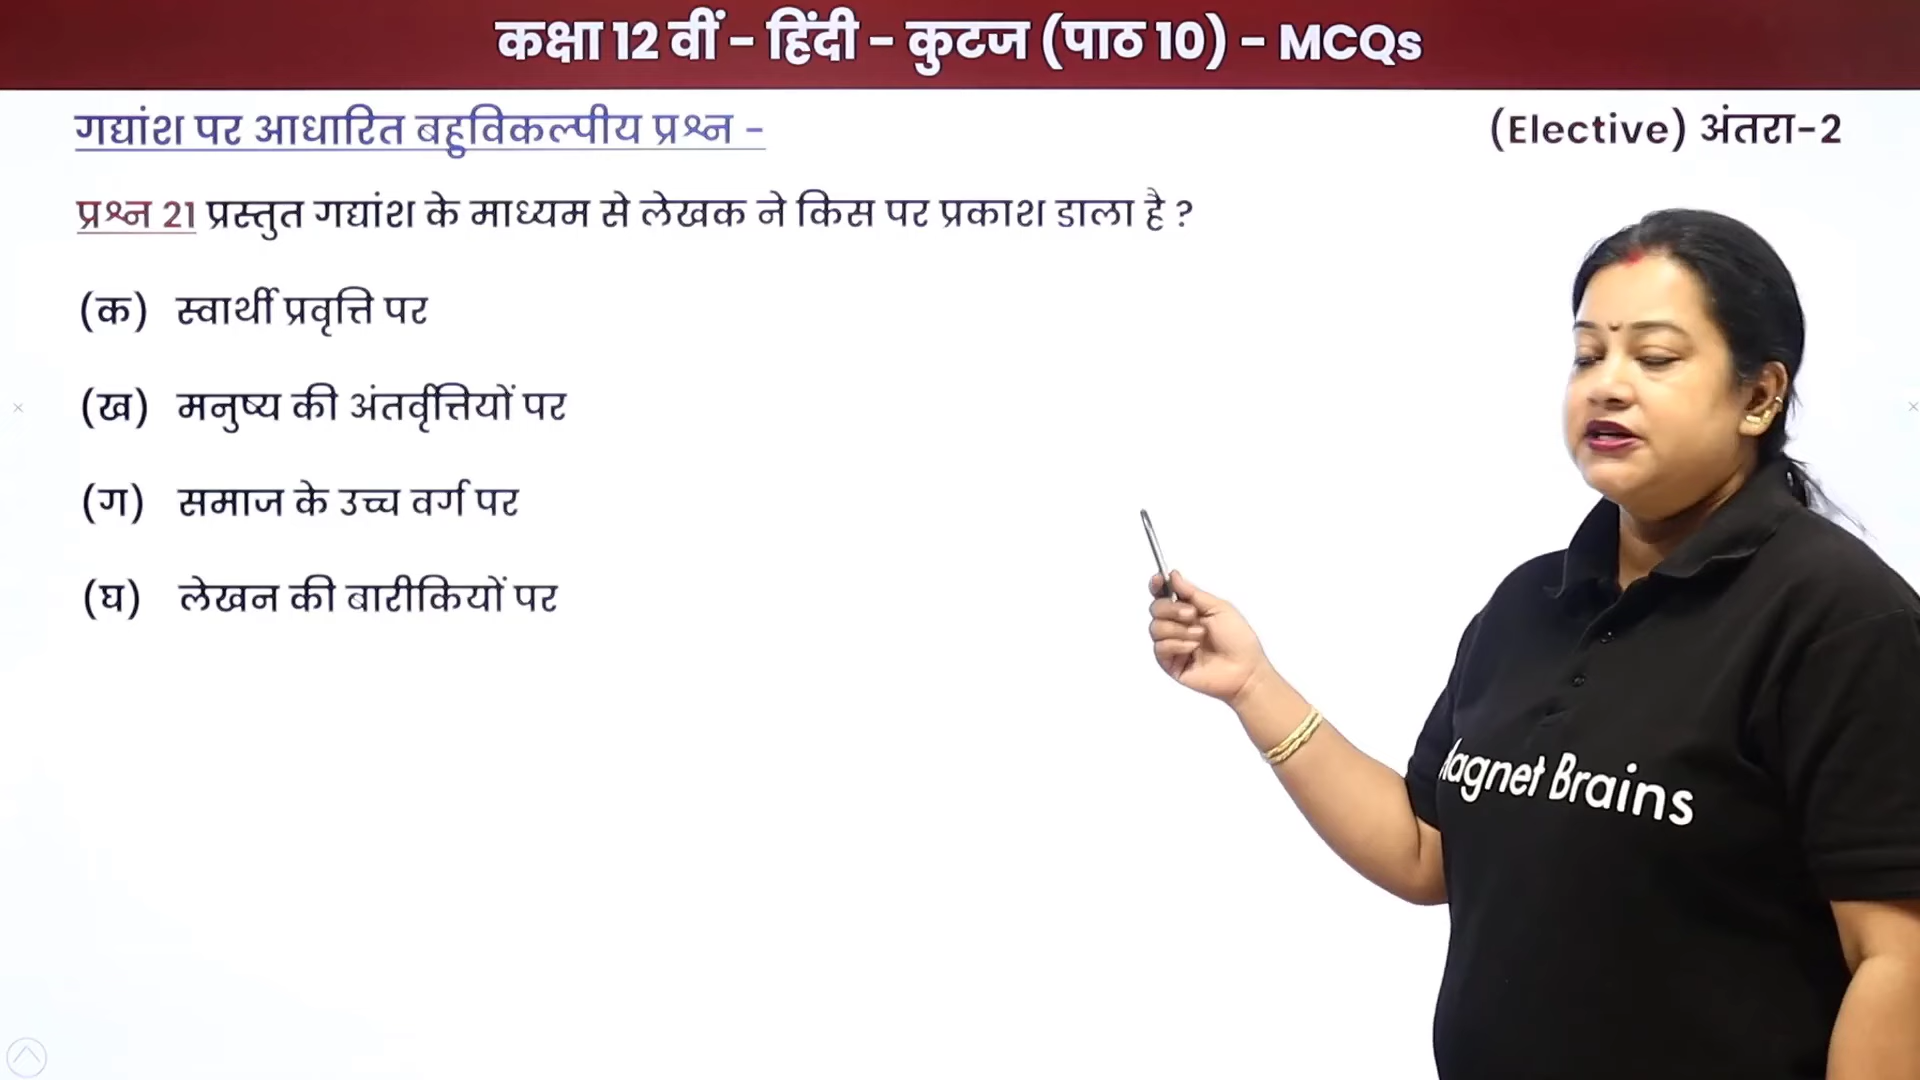 कक्षा 12 वीं - हिंदी - कुटज (पाठ 10) - MCQs
गद्यांश पर आधारित बहुविकल्पीय प्रश्न -
(Elective) अंतरा-2
प्रश्न 21 प्रस्तुत गद्यांश के माध्यम से लेखक ने किस पर प्रकाश डाला है ?
(क) स्वार्थी प्रवृत्ति पर
(ख) मनुष्य की अंतर्वृत्तियों पर
(ग) समाज के उच्च वर्ग पर
(घ) लेखन की बारीकियों पर
Magnet Brains